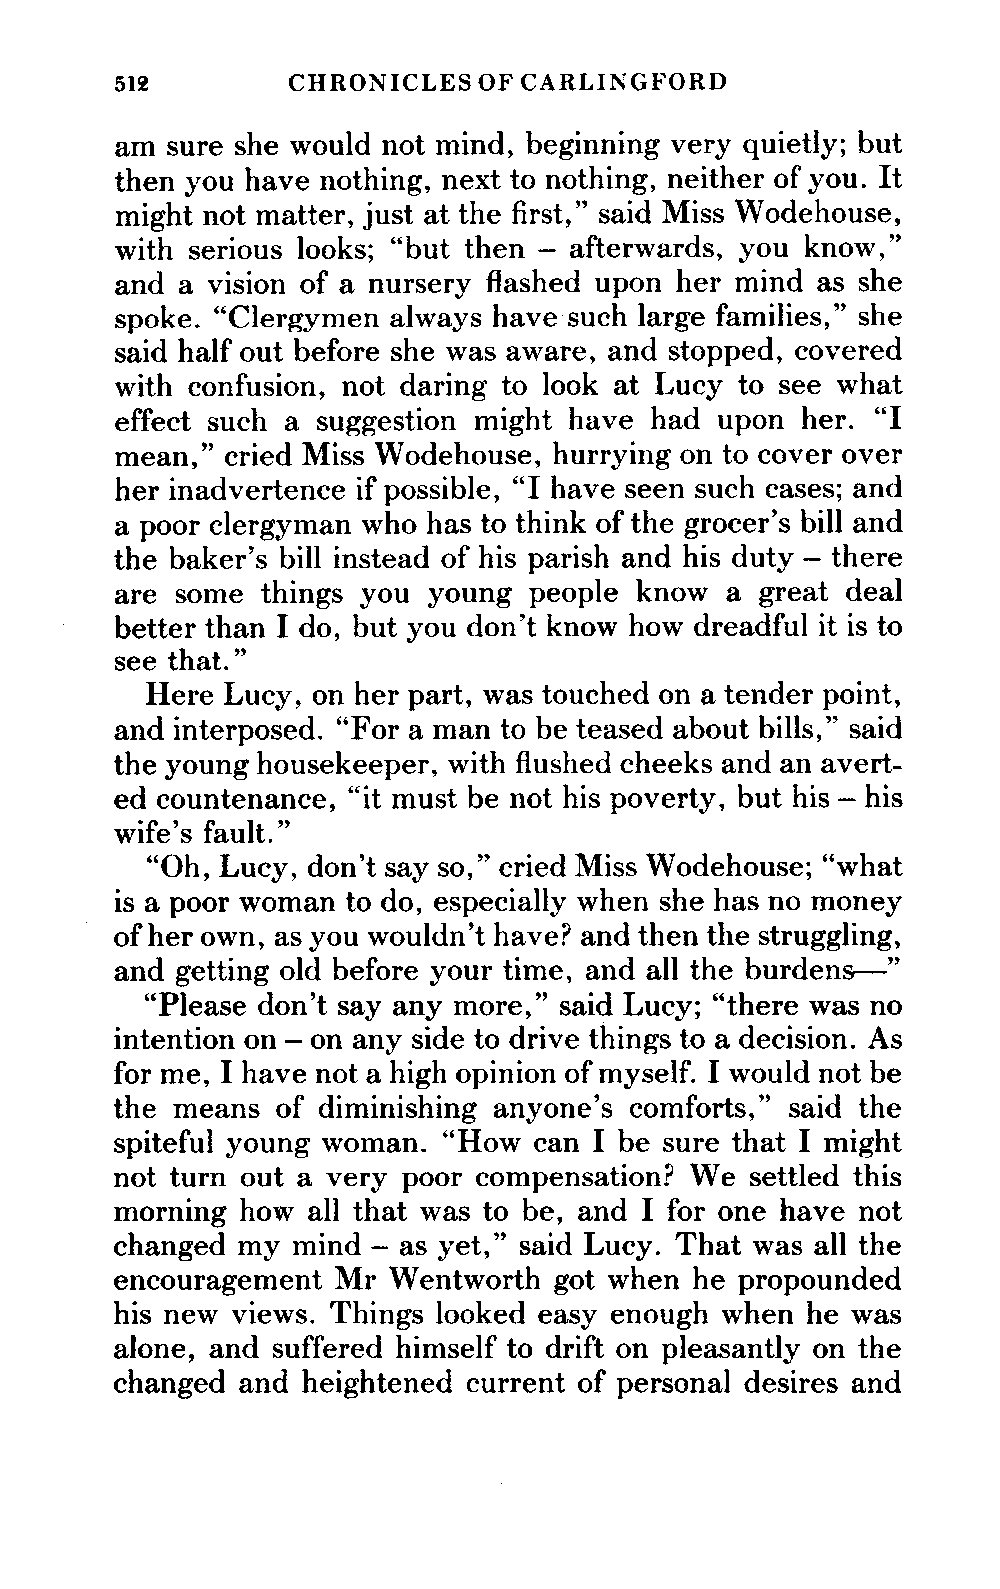 512 CHRONICLES OF CARLINGFORD
am sure she would not mind, beginning very quietly; but
then you have nothing, next to nothing, neither of you. It
might not matter, just at the first,” said Miss Wodehouse,
with serious looks; “but then – afterwards, you know,”
and a vision of a nursery flashed upon her mind as she
spoke. “Clergymen always have such large families,” she
said half out before she was aware, and stopped, covered
with confusion, not daring to look at Lucy to see what
effect such a suggestion might have had upon her. “I
mean,” cried Miss Wodehouse, hurrying on to cover over
her inadvertence if possible, “I have seen such cases; and
a poor clergyman who has to think of the grocer’s bill and
the baker’s bill instead of his parish and his duty – there
are some things you young people know a great deal
better than I do, but you don’t know how dreadful it is to
see that.”
Here Lucy, on her part, was touched on a tender point,
and interposed. “For a man to be teased about bills,” said
the young housekeeper, with flushed cheeks and an avert-
ed countenance, “it must be not his poverty, but his – his
wife’s fault.”
“Oh, Lucy, don’t say so,” cried Miss Wodehouse; “what
is a poor woman to do, especially when she has no money
of her own, as you wouldn’t have? and then the struggling,
and getting old before your time, and all the burdens—”
“Please don’t say any more,” said Lucy; “there was no
intention on – on any side to drive things to a decision. As
for me, I have not a high opinion of myself. I would not be
the means of diminishing anyone’s comforts,” said the
spiteful young woman. “How can I be sure that I might
not turn out a very poor compensation? We settled this
morning how all that was to be, and I for one have not
changed my mind – as yet,” said Lucy. That was all the
encouragement Mr Wentworth got when he propounded
his new views. Things looked easy enough when he was
alone, and suffered himself to drift on pleasantly on the
changed and heightened current of personal desires and